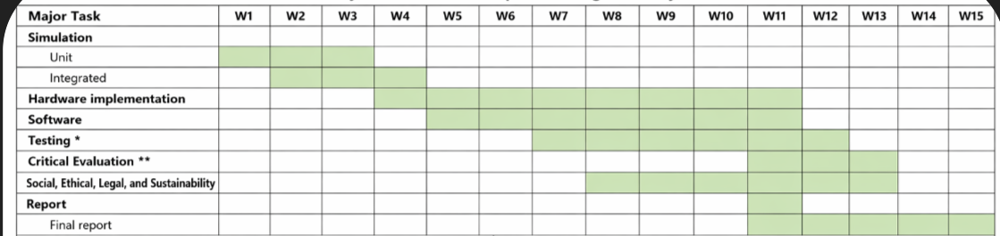 Major Task W1 W2 W3 W4 W5 W6 W7 W8 W9 W10 W11 W12 W13 W14 W15
Simulation
Unit
Integrated
Hardware implementation
Software
Testing *
Critical Evaluation **
Social, Ethical, Legal, and Sustainability
Report
Final report